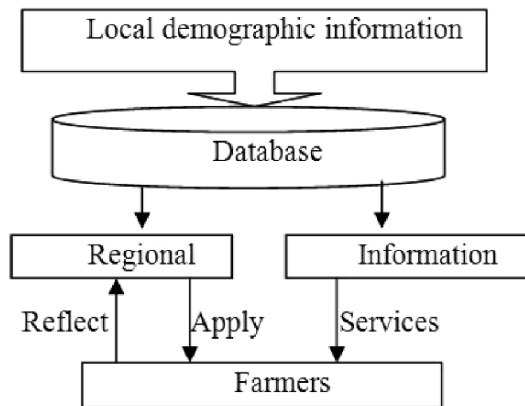 Local demographic information
Database
Regional
Information
Reflect
Apply
Services
Farmers